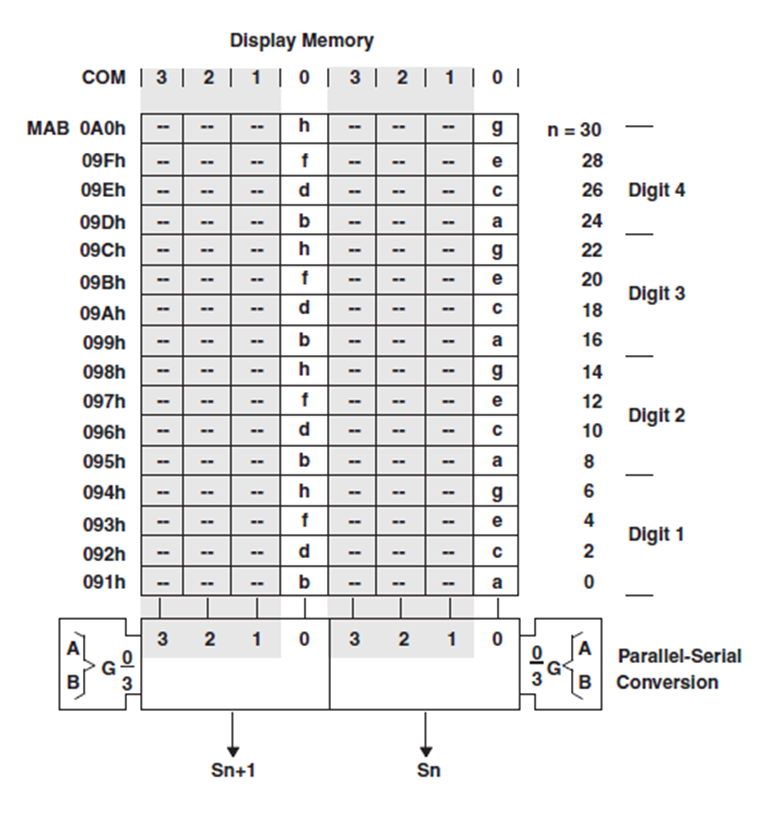 Display Memory
COM | 3 | 2 | 1 | 0 | 3 | 2 | 1 | 0 |
MAB 0A0h -- -- -- h -- -- -- g n = 30
09Fh -- -- -- f -- -- -- e 28
09Eh -- -- -- d -- -- -- c 26 Digit 4
09Dh -- -- -- b -- -- -- a 24
09Ch -- -- -- h -- -- -- g 22
09Bh -- -- -- f -- -- -- e 20
Digit 3
09Ah -- -- -- d -- -- -- c 18
099h -- -- -- b -- -- -- a 16
098h -- -- -- h -- -- -- g 14
097h -- -- -- f -- -- -- e 12
Digit 2
096h -- -- -- d -- -- -- c 10
095h -- -- -- b -- -- -- a 8
094h -- -- -- h -- -- -- g 6
093h -- -- -- f -- -- -- e 4
Digit 1
092h -- -- -- d -- -- -- c 2
091h -- -- -- b -- -- -- a 0
A B G 0/3 3 2 1 0 3 2 1 0 0/3 G A B
Parallel-Serial
Conversion
Sn+1 Sn